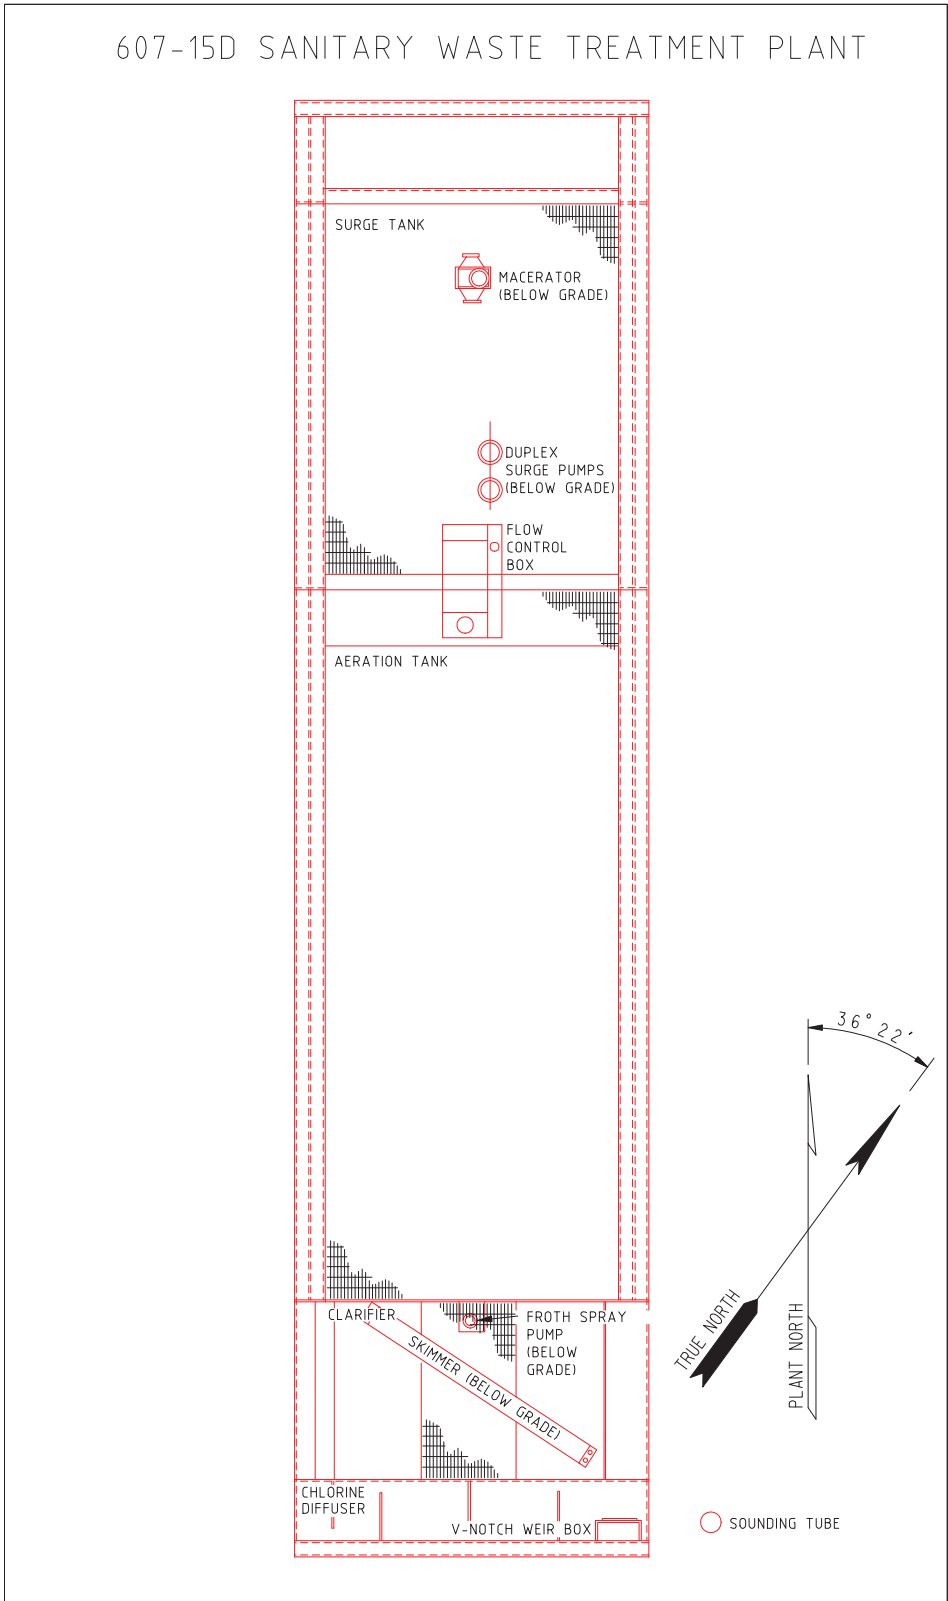 607-15D SANITARY WASTE TREATMENT PLANT
SURGE TANK
MACERATOR
(BELOW GRADE)
DUPLEX
SURGE PUMPS
(BELOW GRADE)
FLOW
CONTROL
BOX
AERATION TANK
36° 22'
TRUE NORTH
PLANT NORTH
CLARIFIER
FROTH SPRAY
PUMP
(BELOW
GRADE)
SKIMMER (BELOW GRADE)
CHLORINE
DIFFUSER
V-NOTCH WEIR BOX
SOUNDING TUBE